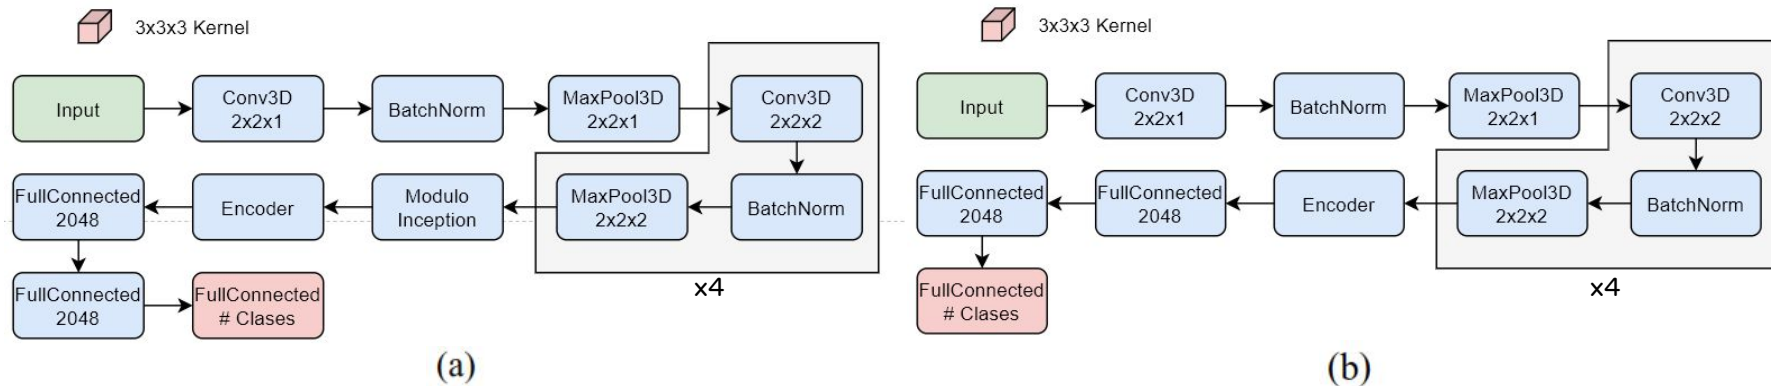 3x3x3 Kernel
Input
Conv3D
2x2x1
BatchNorm
MaxPool3D
2x2x1
Conv3D
2x2x2
BatchNorm
MaxPool3D
2x2x2
Modulo
Inception
Encoder
FullConnected
2048
FullConnected
2048
FullConnected
# Clases
x4
(a)
3x3x3 Kernel
Input
Conv3D
2x2x1
BatchNorm
MaxPool3D
2x2x1
Conv3D
2x2x2
BatchNorm
MaxPool3D
2x2x2
Encoder
FullConnected
2048
FullConnected
2048
FullConnected
# Clases
x4
(b)